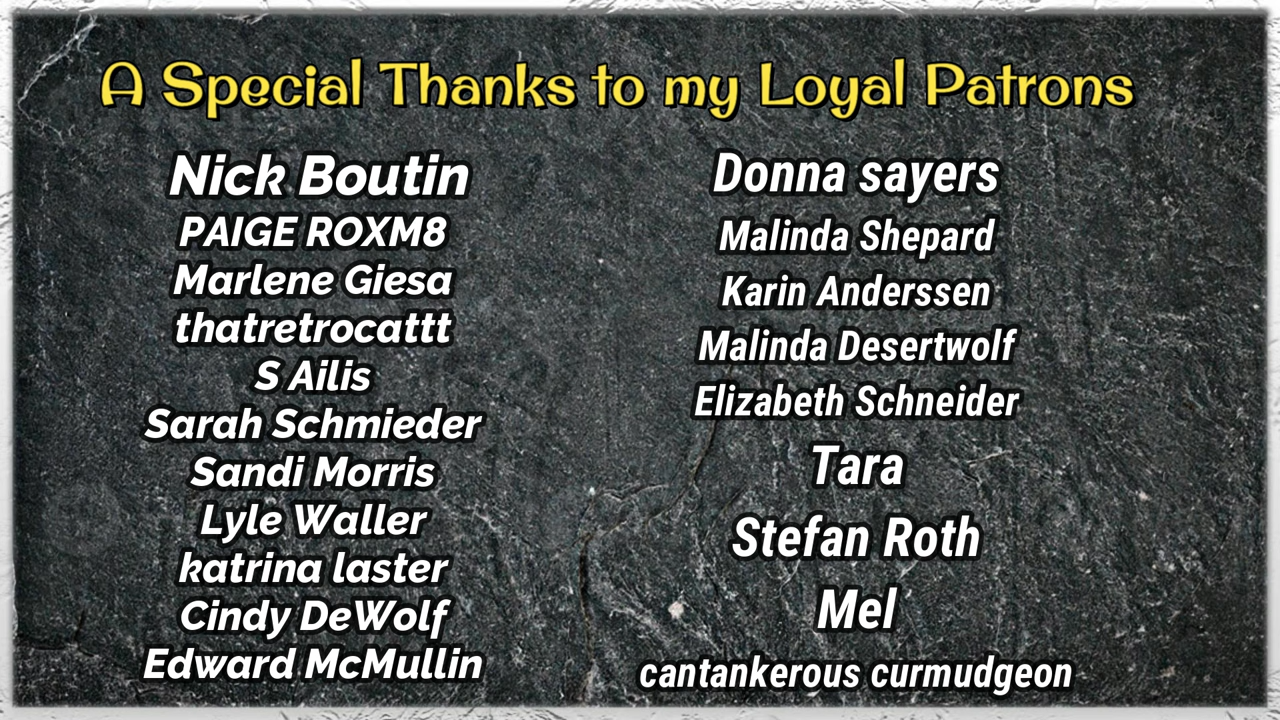 A Special Thanks to my Loyal Patrons
Nick Boutin
PAIGE ROXM8
Marlene Giesa
thatretrocattt
S Ailis
Sarah Schmieder
Sandi Morris
Lyle Waller
katrina laster
Cindy DeWolf
Edward McMullin
Donna sayers
Malinda Shepard
Karin Anderssen
Malinda Desertwolf
Elizabeth Schneider
Tara
Stefan Roth
Mel
cantankerous curmudgeon